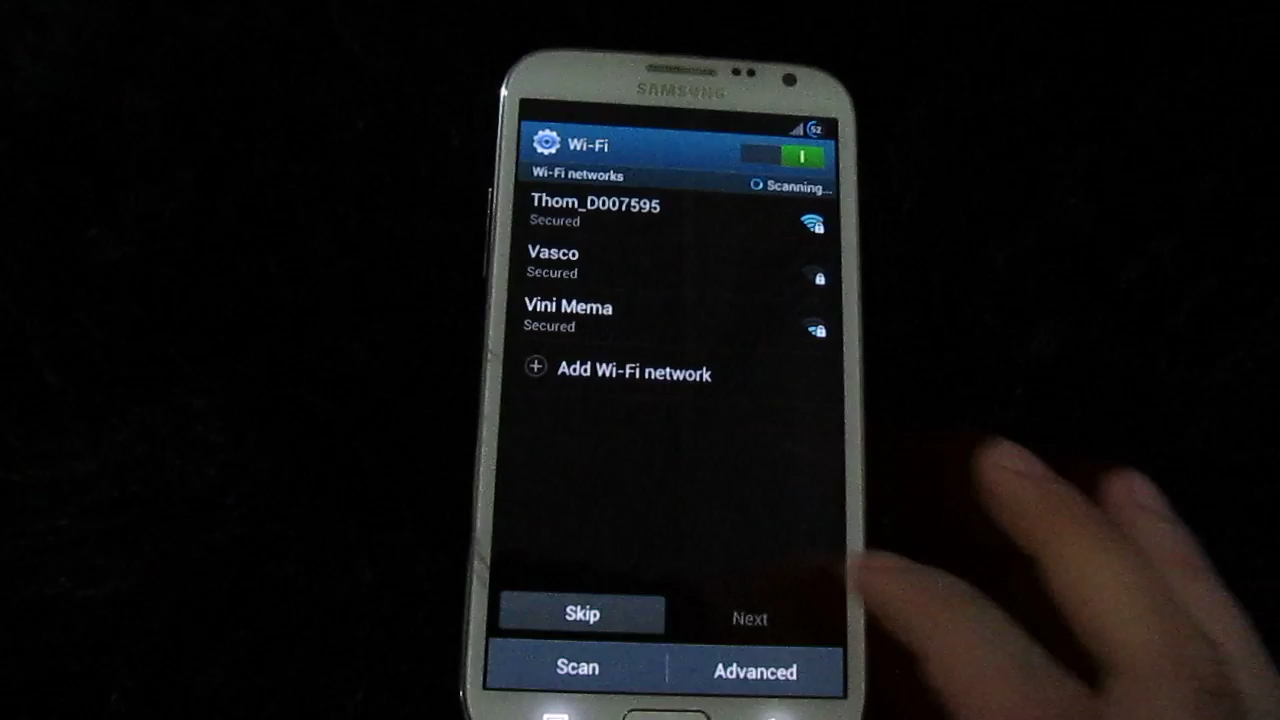 SAMSUNG
52
Wi-Fi
Wi-Fi networks
Scanning...
Thom_D007595
Secured
Vasco
Secured
Vini Mema
Secured
Add Wi-Fi network
Skip
Next
Scan
Advanced